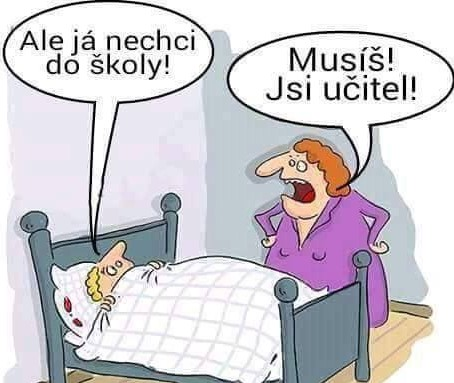 Ale já nechci
do školy!
Musíš!
Jsi učitel!